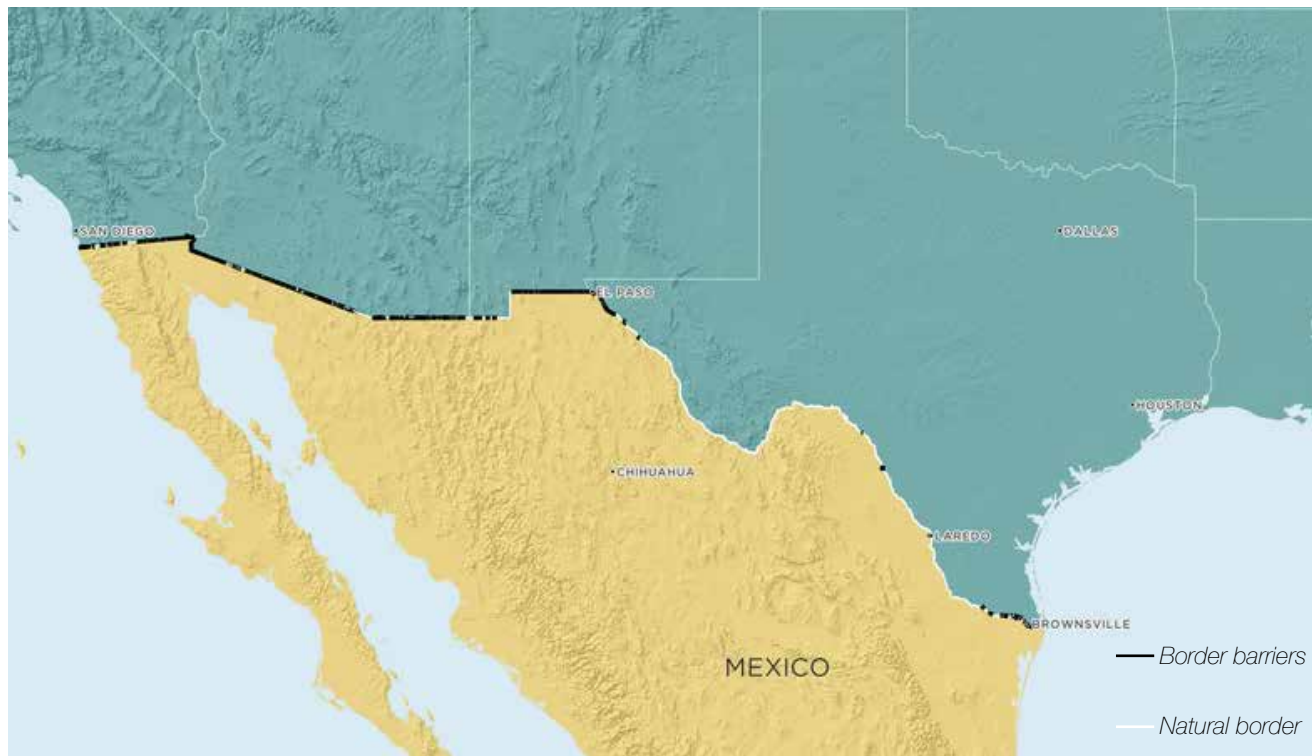 SAN DIEGO
DALLAS
EL PASO
HOUSTON
CHIHUAHUA
LAREDO
BROWNSVILLE
MEXICO
Border barriers
Natural border